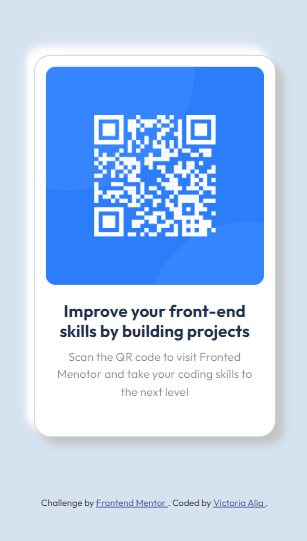 Improve your front-end
skills by building projects
Scan the QR code to visit Fronted
Menotor and take your coding skills to
the next level
Challenge by Frontend Mentor . Coded by Victoria Alia .